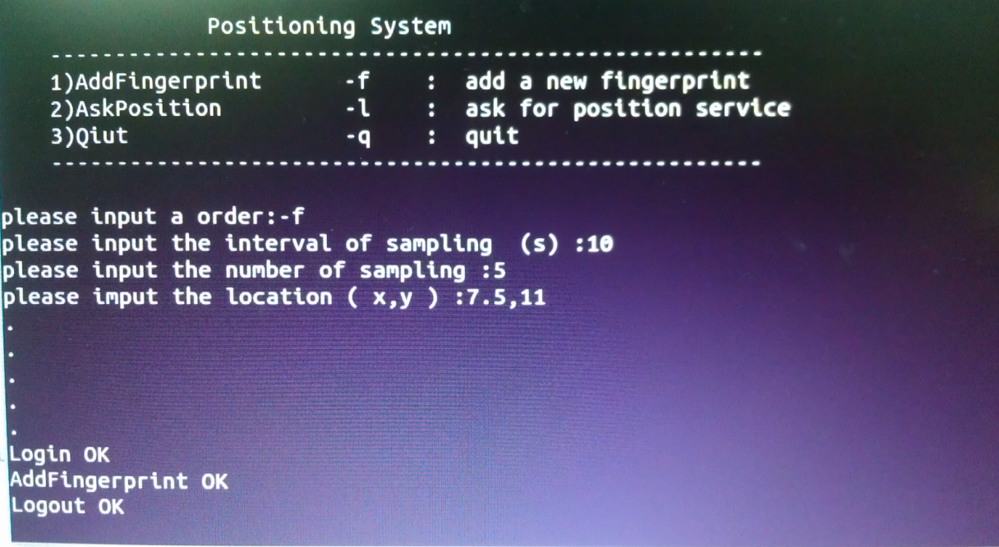 Positioning System
------------------------------------------------------
1)AddFingerprint -f : add a new fingerprint
2)AskPosition -l : ask for position service
3)Qiut -q : quit
------------------------------------------------------
please input a order:-f
please input the interval of sampling (s) :10
please input the number of sampling :5
please imput the location ( x,y ) :7.5,11
.
.
.
.
.
Login OK
AddFingerprint OK
Logout OK